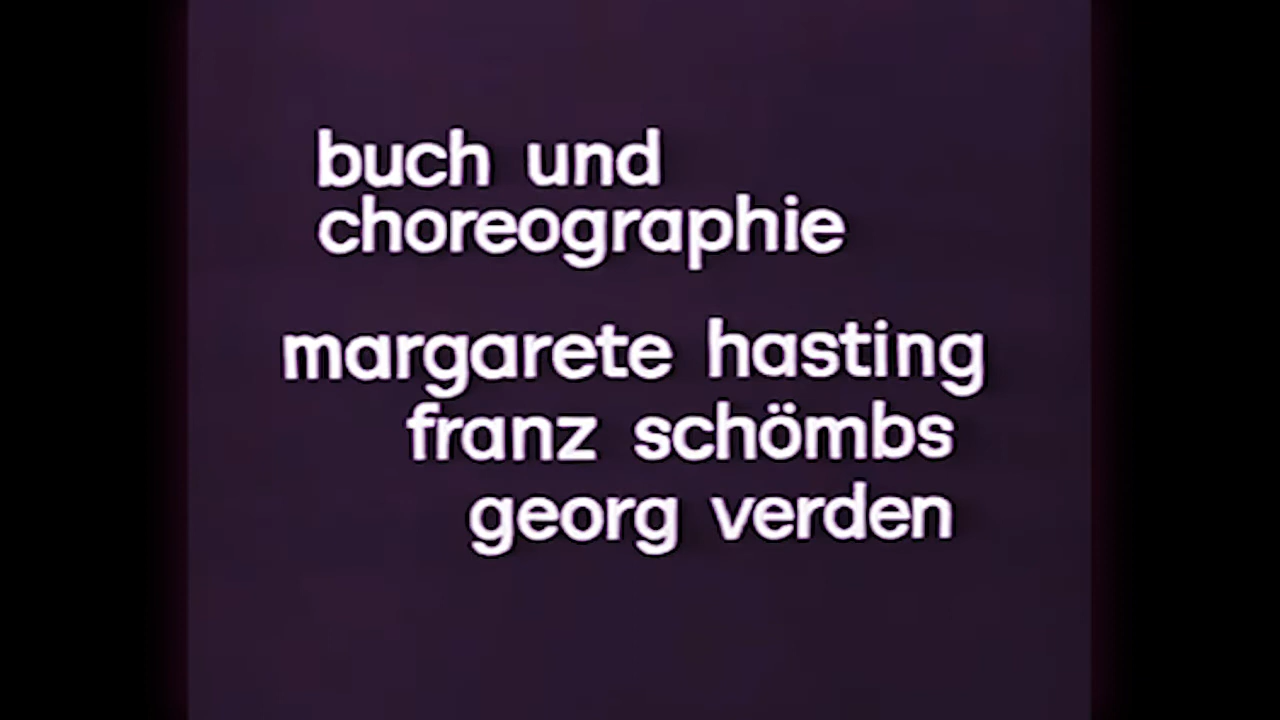 buch und
choreographie
margarete hasting
franz schömbs
georg verden